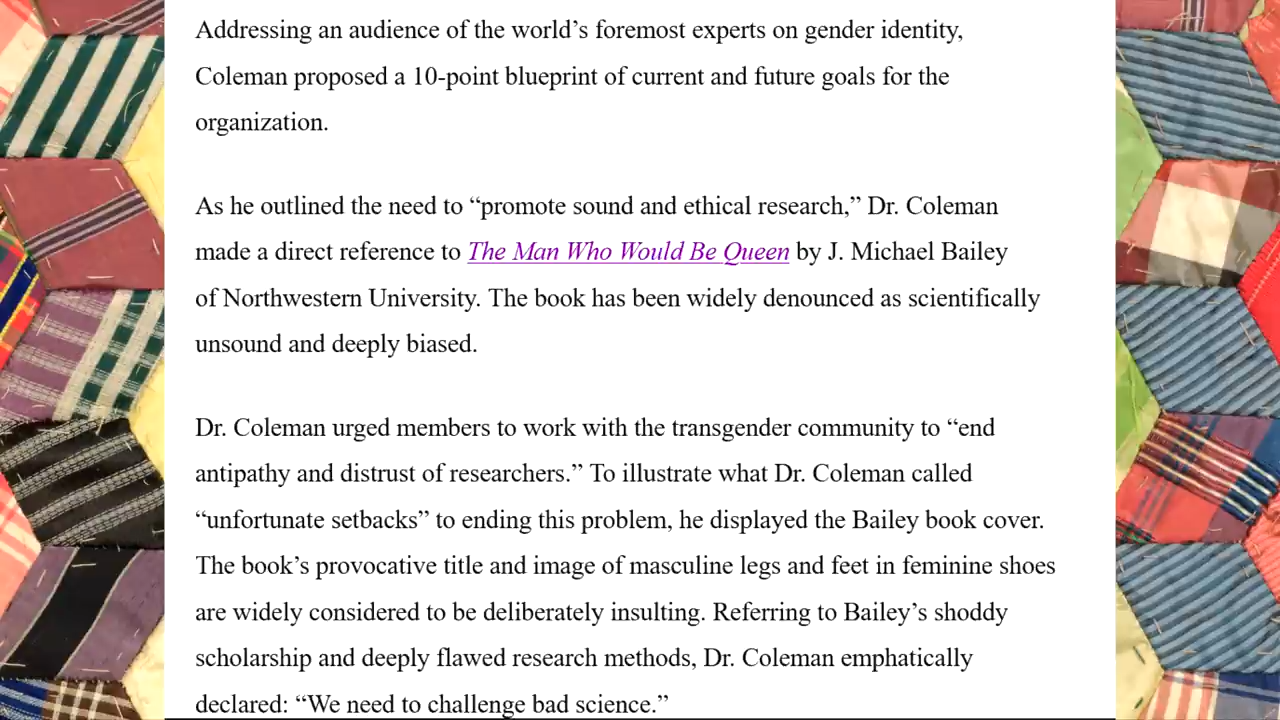 Addressing an audience of the world’s foremost experts on gender identity,
Coleman proposed a 10-point blueprint of current and future goals for the
organization.
As he outlined the need to “promote sound and ethical research,” Dr. Coleman
made a direct reference to The Man Who Would Be Queen by J. Michael Bailey
of Northwestern University. The book has been widely denounced as scientifically
unsound and deeply biased.
Dr. Coleman urged members to work with the transgender community to “end
antipathy and distrust of researchers.” To illustrate what Dr. Coleman called
“unfortunate setbacks” to ending this problem, he displayed the Bailey book cover.
The book’s provocative title and image of masculine legs and feet in feminine shoes
are widely considered to be deliberately insulting. Referring to Bailey’s shoddy
scholarship and deeply flawed research methods, Dr. Coleman emphatically
declared: “We need to challenge bad science.”